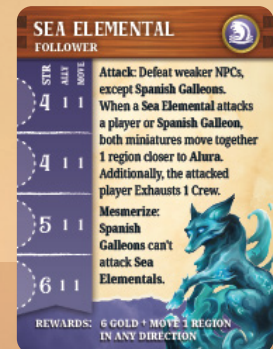 SEA ELEMENTAL
FOLLOWER
STR ALLY MOVE
4 1 1
4 1 1
5 1 1
6 1 1
Attack: Defeat weaker NPCs,
except Spanish Galleons.
When a Sea Elemental attacks
a player or Spanish Galleon,
both miniatures move together
1 region closer to Alura.
Additionally, the attacked
player Exhausts 1 Crew.
Mesmerize:
Spanish
Galleons can't
attack Sea
Elementals.
REWARDS: 6 GOLD + MOVE 1 REGION
IN ANY DIRECTION